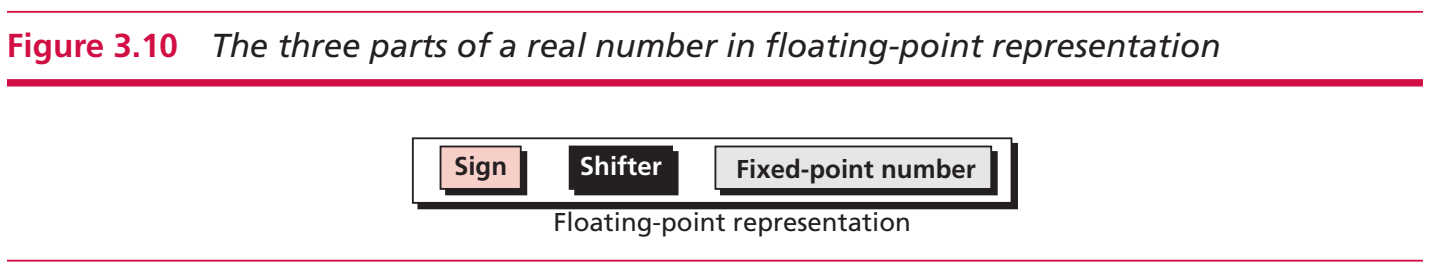 Figure 3.10 The three parts of a real number in floating-point representation
Sign Shifter Fixed-point number
Floating-point representation